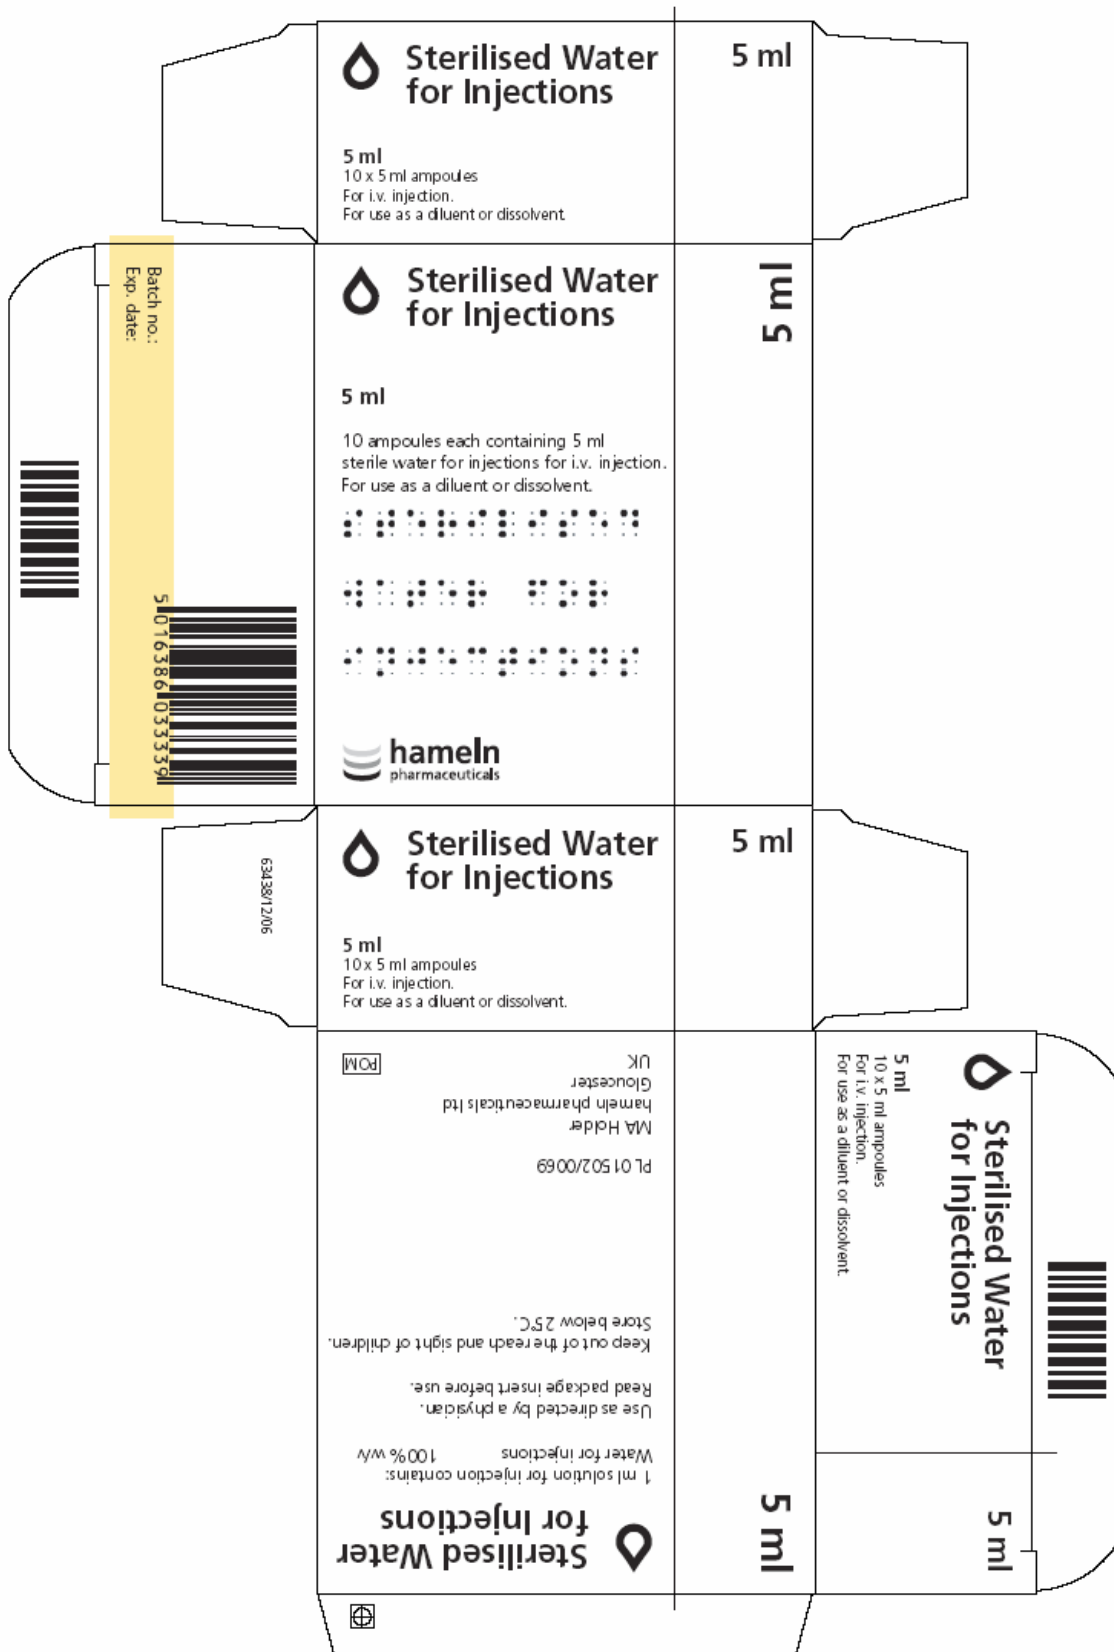 Sterilised Water
for Injections
5 ml
5 ml
10 x 5 ml ampoules
For i.v. injection.
For use as a diluent or dissolvent
Batch no.:
Exp. date:
5 016386 033339
Sterilised Water
for Injections
5 ml
5 ml
10 ampoules each containing 5 ml
sterile water for injections for i.v. injection.
For use as a diluent or dissolvent.
⠎⠞⠑⠗⠊⠇⠊⠎⠑⠙
⠺⠁⠞⠑⠗ ⠋⠕⠗
⠊⠝⠚⠑⠉⠞⠊⠕⠝⠎
hameln
pharmaceuticals
63438/12/06
Sterilised Water
for Injections
5 ml
5 ml
10 x 5 ml ampoules
For i.v. injection.
For use as a diluent or dissolvent.
Sterilised Water
for Injections
5 ml
1 ml solution for injection contains:
Water for injections 100% w/v
Use as directed by a physician.
Read package insert before use.
Keep out of the reach and sight of children.
Store below 25°C.
PL 01502/0069
MA Holder
hameln pharmaceuticals ltd
Gloucester
UK
POM
Sterilised Water
for Injections
5 ml
5 ml
10 x 5 ml ampoules
For i.v. injection.
For use as a diluent or dissolvent.